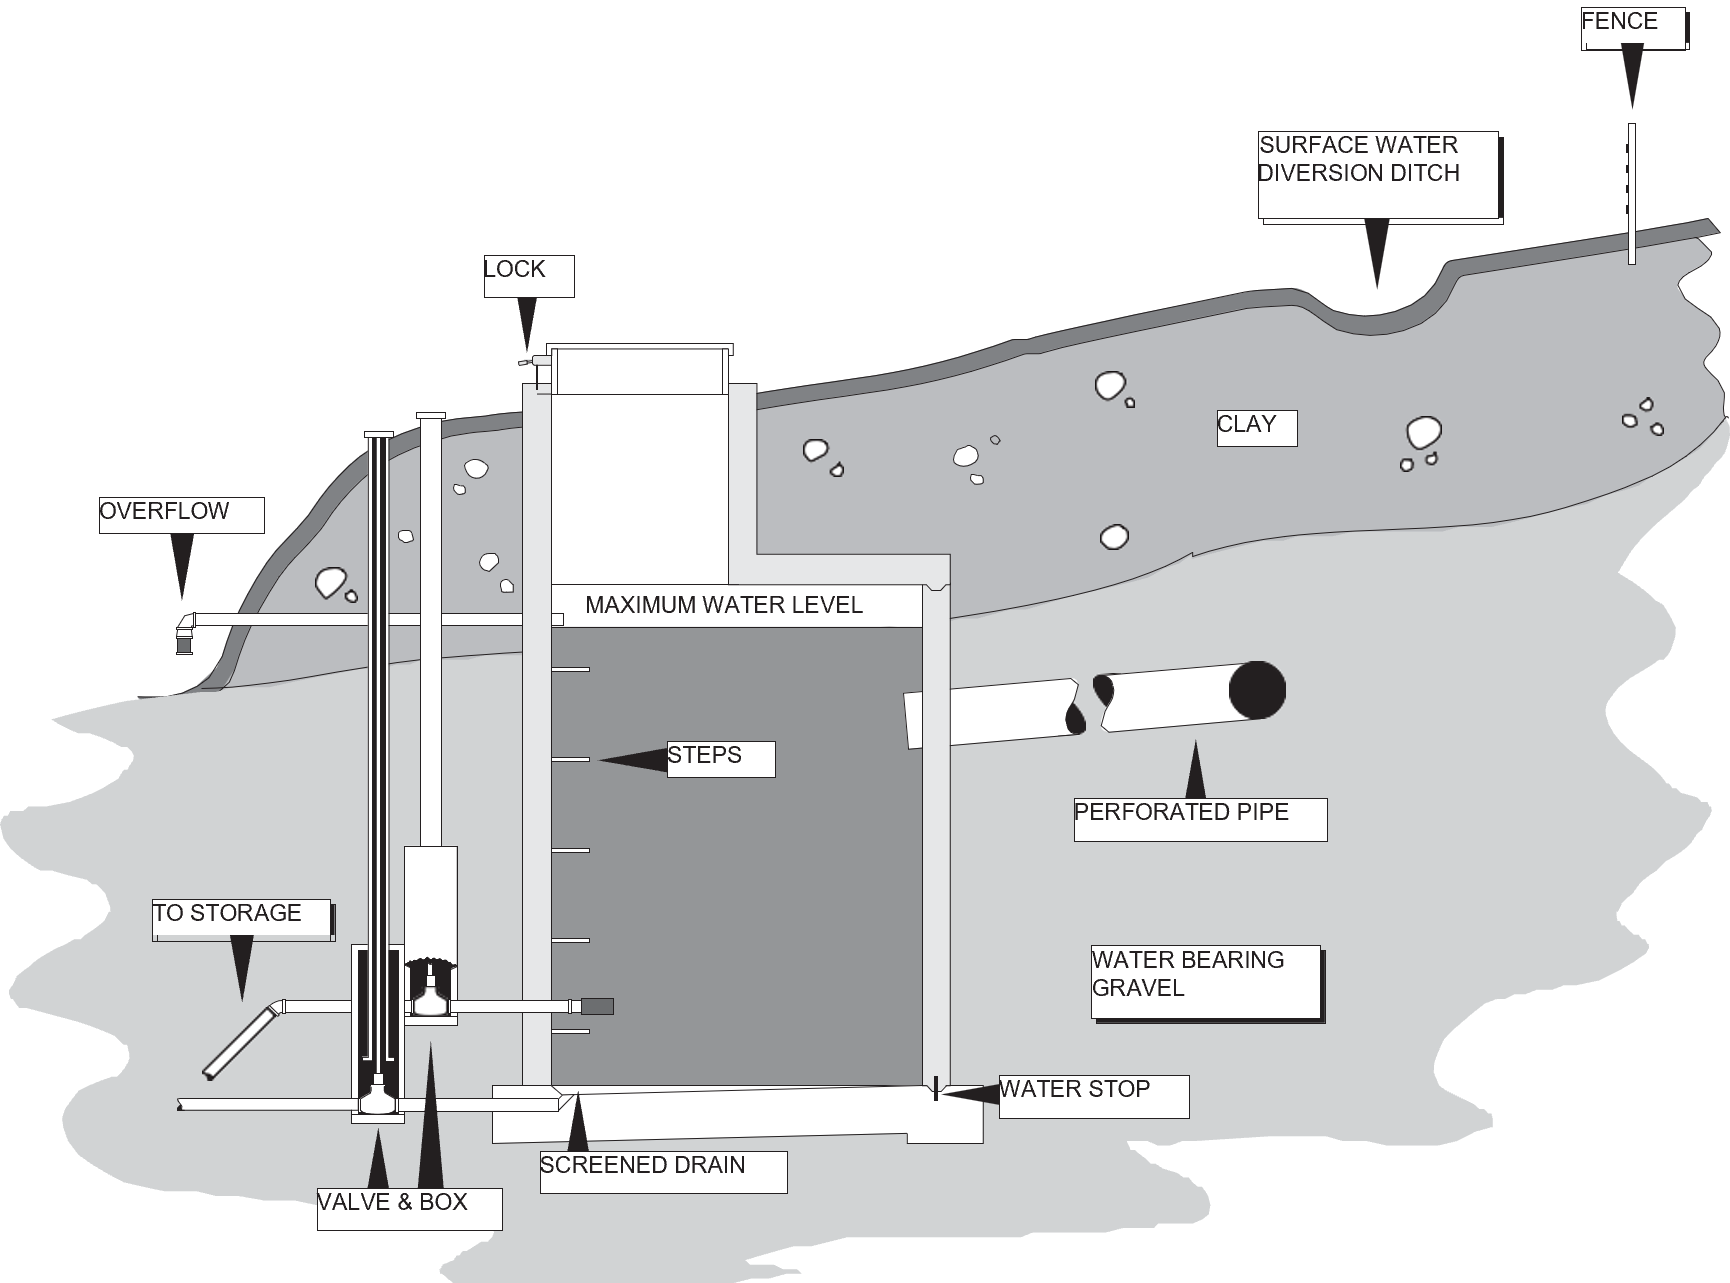 FENCE
SURFACE WATER
DIVERSION DITCH
LOCK
CLAY
OVERFLOW
MAXIMUM WATER LEVEL
STEPS
PERFORATED PIPE
TO STORAGE
WATER BEARING
GRAVEL
WATER STOP
SCREENED DRAIN
VALVE & BOX